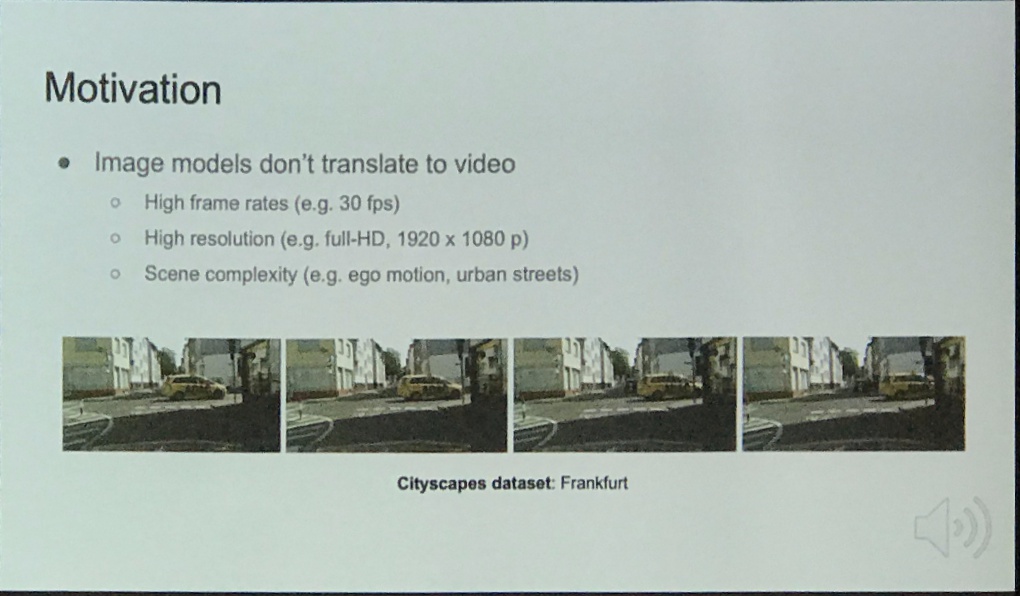 Motivation
● Image models don't translate to video
○ High frame rates (e.g. 30 fps)
○ High resolution (e.g. full-HD, 1920 x 1080 p)
○ Scene complexity (e.g. ego motion, urban streets)
Cityscapes dataset: Frankfurt